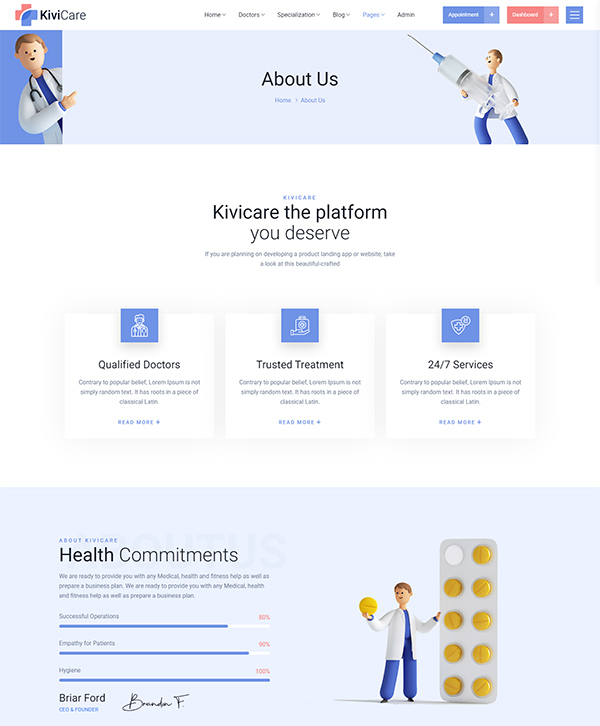 KiviCare
Home Doctors Specialization Blog Pages Admin
Appointment + Dashboard +
About Us
Home > About Us
KIVICARE
Kivicare the platform
you deserve
If you are planning on developing a product landing app or website, take
a look at this beautiful-crafted
Qualified Doctors
Contrary to popular belief, Lorem Ipsum is not
simply random text. It has roots in a piece of
classical Latin.
READ MORE +
Trusted Treatment
Contrary to popular belief, Lorem Ipsum is not
simply random text. It has roots in a piece of
classical Latin.
READ MORE +
24/7 Services
Contrary to popular belief, Lorem Ipsum is not
simply random text. It has roots in a piece of
classical Latin.
READ MORE +
ABOUT US
ABOUT KIVICARE
Health Commitments
We are ready to provide you with any Medical, health and fitness help as well as
prepare a business plan. We are ready to provide you with any Medical, health
and fitness help as well as prepare a business plan.
Successful Operations 80%
Empathy for Patients 90%
Hygiene 100%
Briar Ford
CEO & FOUNDER
Brandon F.